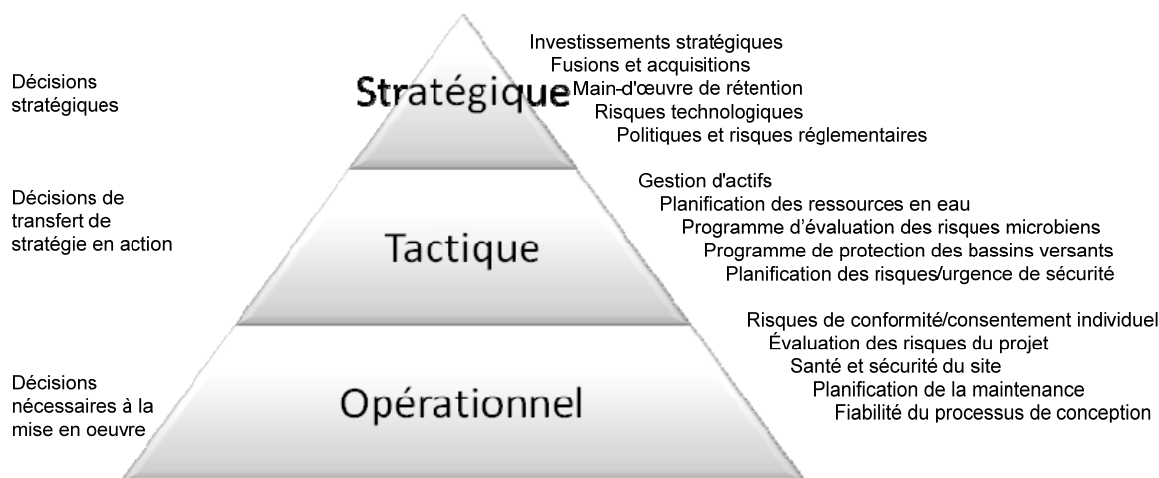 Décisions
stratégiques
Stratégique
Investissements stratégiques
Fusions et acquisitions
Main-d'œuvre de rétention
Risques technologiques
Politiques et risques réglementaires
Décisions de
transfert de
stratégie en action
Tactique
Gestion d'actifs
Planification des ressources en eau
Programme d'évaluation des risques microbiens
Programme de protection des bassins versants
Planification des risques/urgence de sécurité
Décisions
nécessaires à la
mise en oeuvre
Opérationnel
Risques de conformité/consentement individuel
Évaluation des risques du projet
Santé et sécurité du site
Planification de la maintenance
Fiabilité du processus de conception